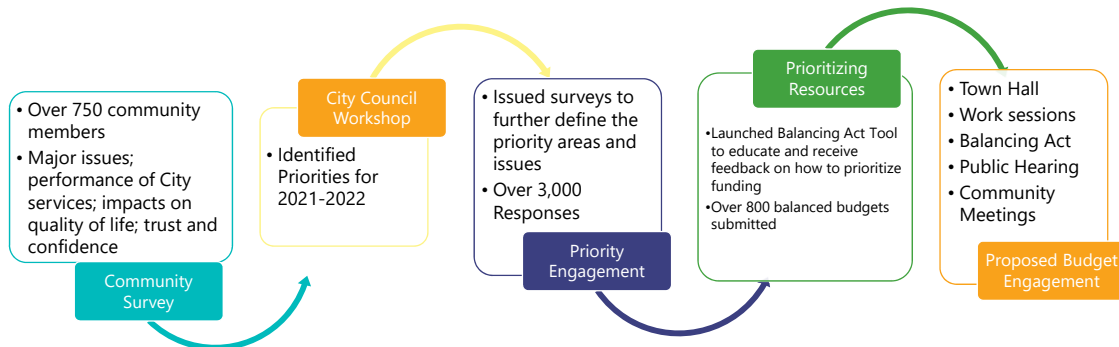 • Over 750 community
members
• Major issues;
performance of City
services; impacts on
quality of life; trust and
confidence
Community
Survey
City Council
Workshop
• Identified
Priorities for
2021-2022
• Issued surveys to
further define the
priority areas and
issues
• Over 3,000
Responses
Priority
Engagement
Prioritizing
Resources
•Launched Balancing Act Tool
to educate and receive
feedback on how to prioritize
funding
•Over 800 balanced budgets
submitted
• Town Hall
• Work sessions
• Balancing Act
• Public Hearing
• Community
Meetings
Proposed Budget
Engagement